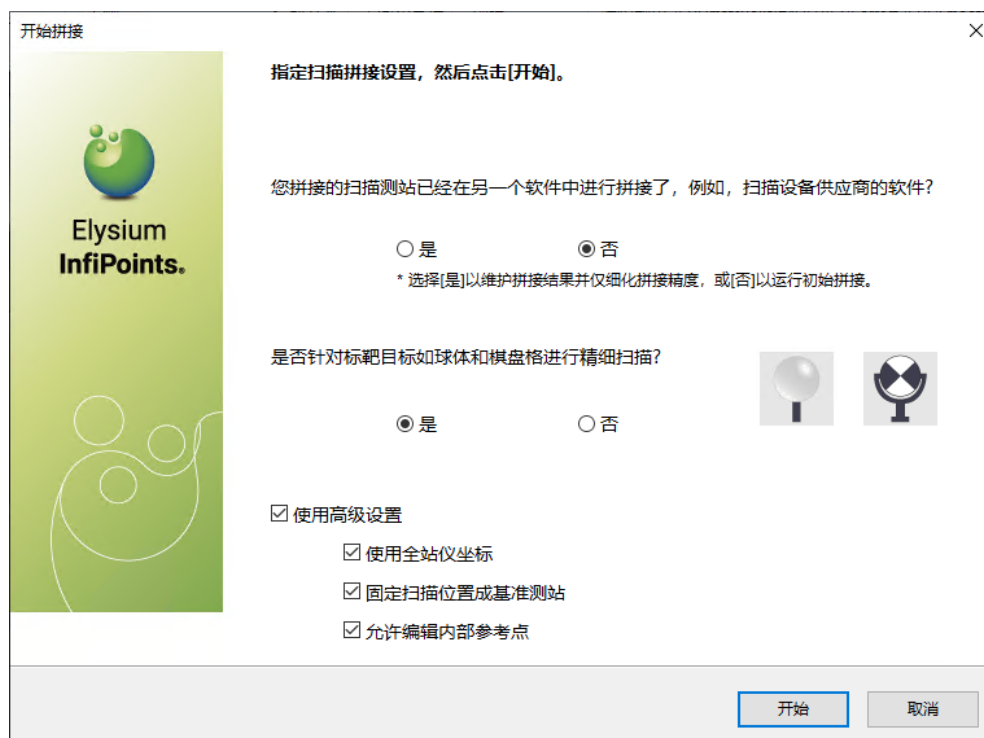 开始拼接
指定扫描拼接设置，然后点击[开始]。
您拼接的扫描测站已经在另一个软件中进行拼接了，例如，扫描设备供应商的软件?
是
否
* 选择[是]以维护拼接结果并仅细化拼接精度，或[否]以运行初始拼接。
Elysium
InfiPoints.
是否针对标靶目标如球体和棋盘格进行精细扫描?
是
否
使用高级设置
使用全站仪坐标
固定扫描位置成基准测站
允许编辑内部参考点
开始
取消